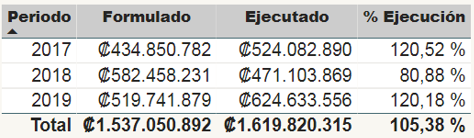 Periodo Formulado Ejecutado % Ejecución
2017 ₡434.850.782 ₡524.082.890 120,52 %
2018 ₡582.458.231 ₡471.103.869 80,88 %
2019 ₡519.741.879 ₡624.633.556 120,18 %
Total ₡1.537.050.892 ₡1.619.820.315 105,38 %